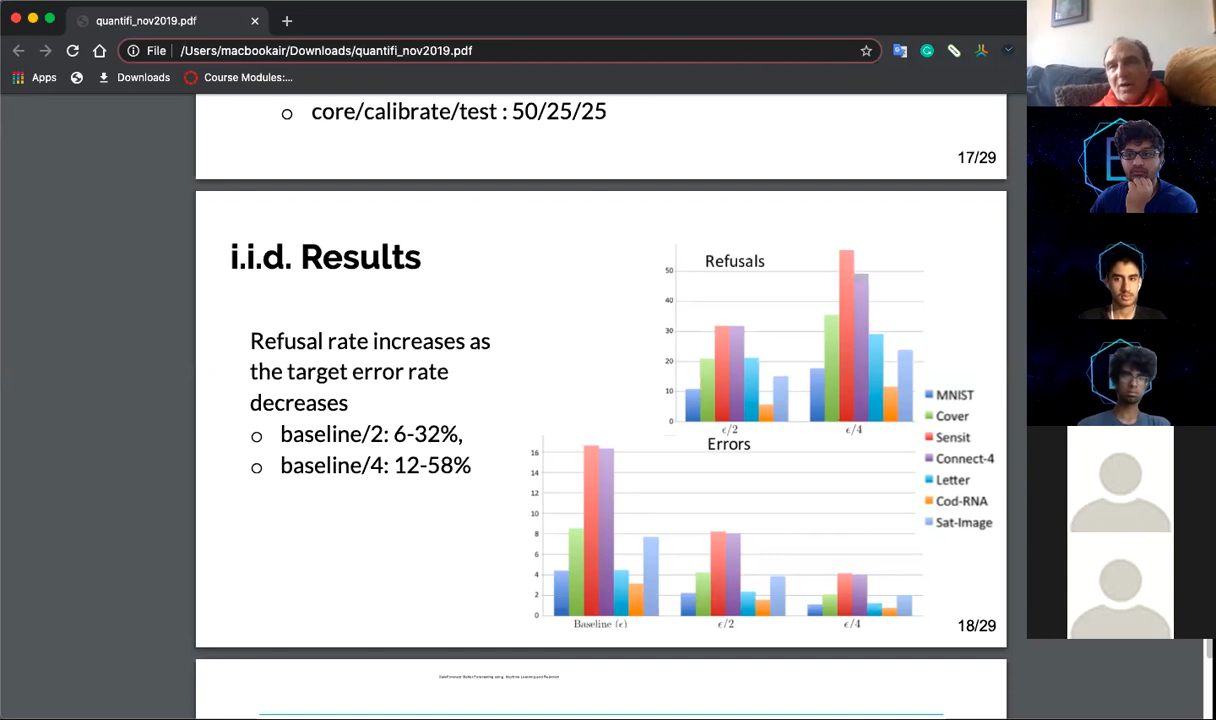 quantifi_nov2019.pdf
File
/Users/macbookair/Downloads/quantifi_nov2019.pdf
Apps
Downloads
Course Modules:...
core/calibrate/test : 50/25/25
17/29
i.i.d. Results
Refusal rate increases as
the target error rate
decreases
baseline/2: 6-32%,
baseline/4: 12-58%
Refusals
50
40
30
20
10
0
ϵ/2
ϵ/4
Errors
16
14
12
10
8
6
4
2
0
Baseline (ϵ)
ϵ/2
ϵ/4
MNIST
Cover
Sensit
Connect-4
Letter
Cod-RNA
Sat-Image
18/29